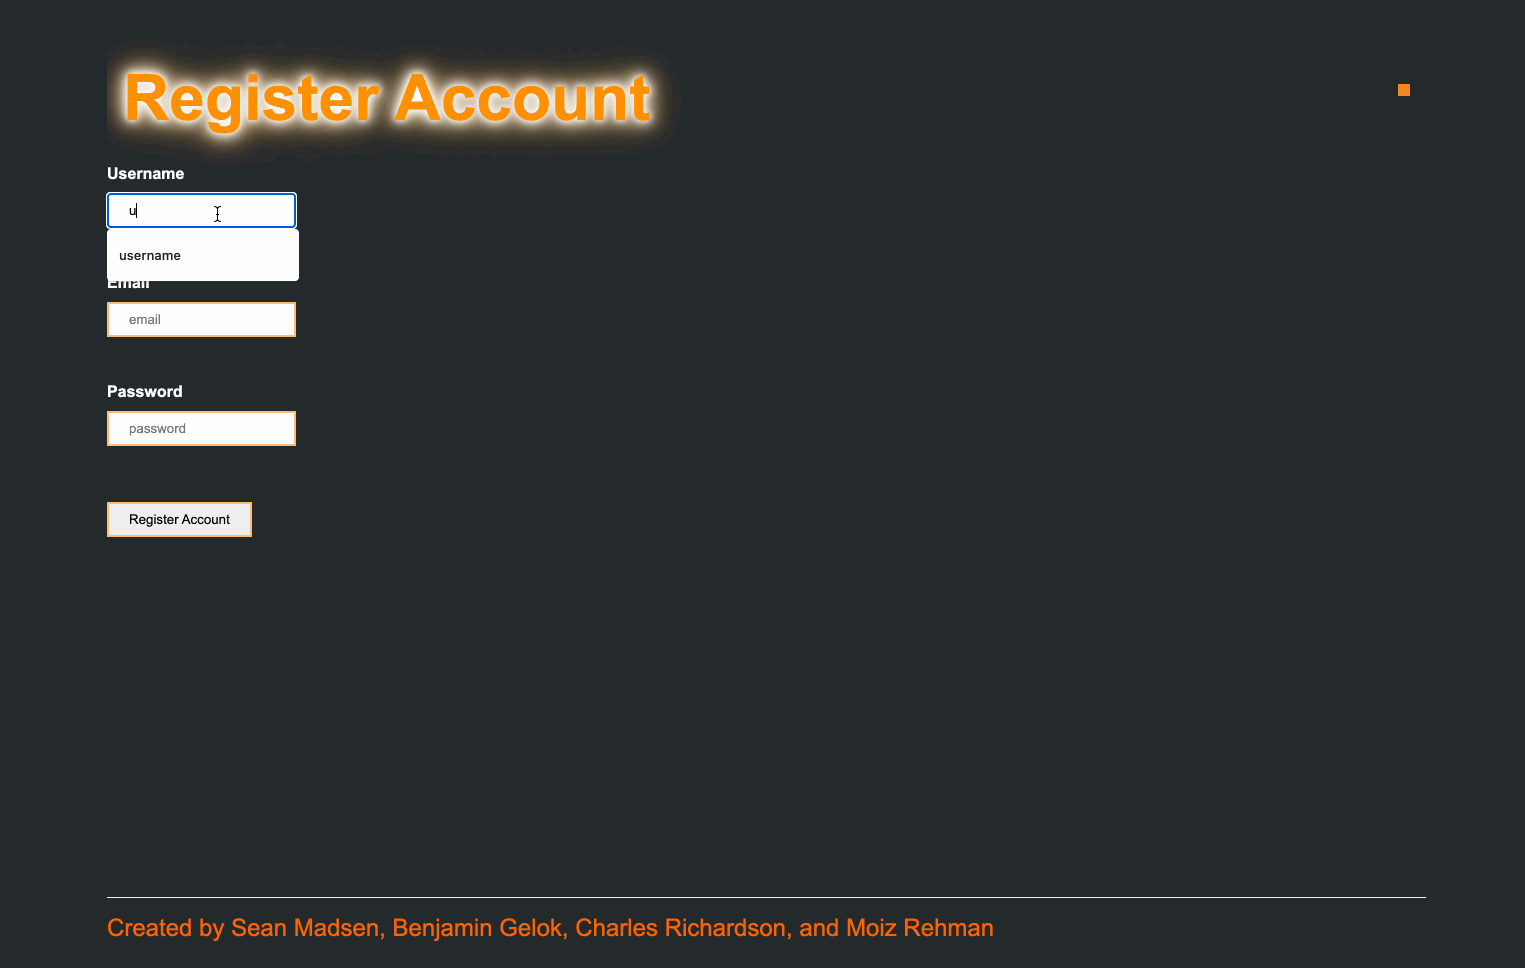 Register Account
Username
u
username
Email
email
Password
password
Register Account
Created by Sean Madsen, Benjamin Gelok, Charles Richardson, and Moiz Rehman